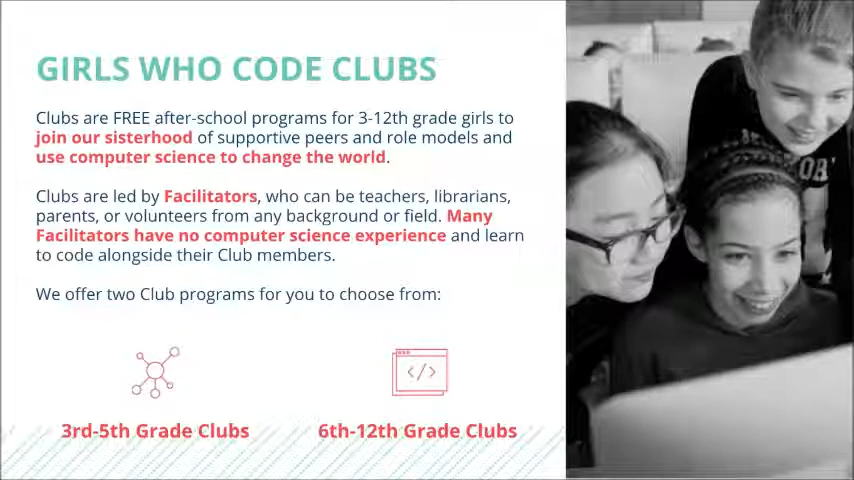 GIRLS WHO CODE CLUBS
Clubs are FREE after-school programs for 3-12th grade girls to
join our sisterhood of supportive peers and role models and
use computer science to change the world.
Clubs are led by Facilitators, who can be teachers, librarians,
parents, or volunteers from any background or field. Many
Facilitators have no computer science experience and learn
to code alongside their Club members.
We offer two Club programs for you to choose from:
</>
3rd-5th Grade Clubs
6th-12th Grade Clubs